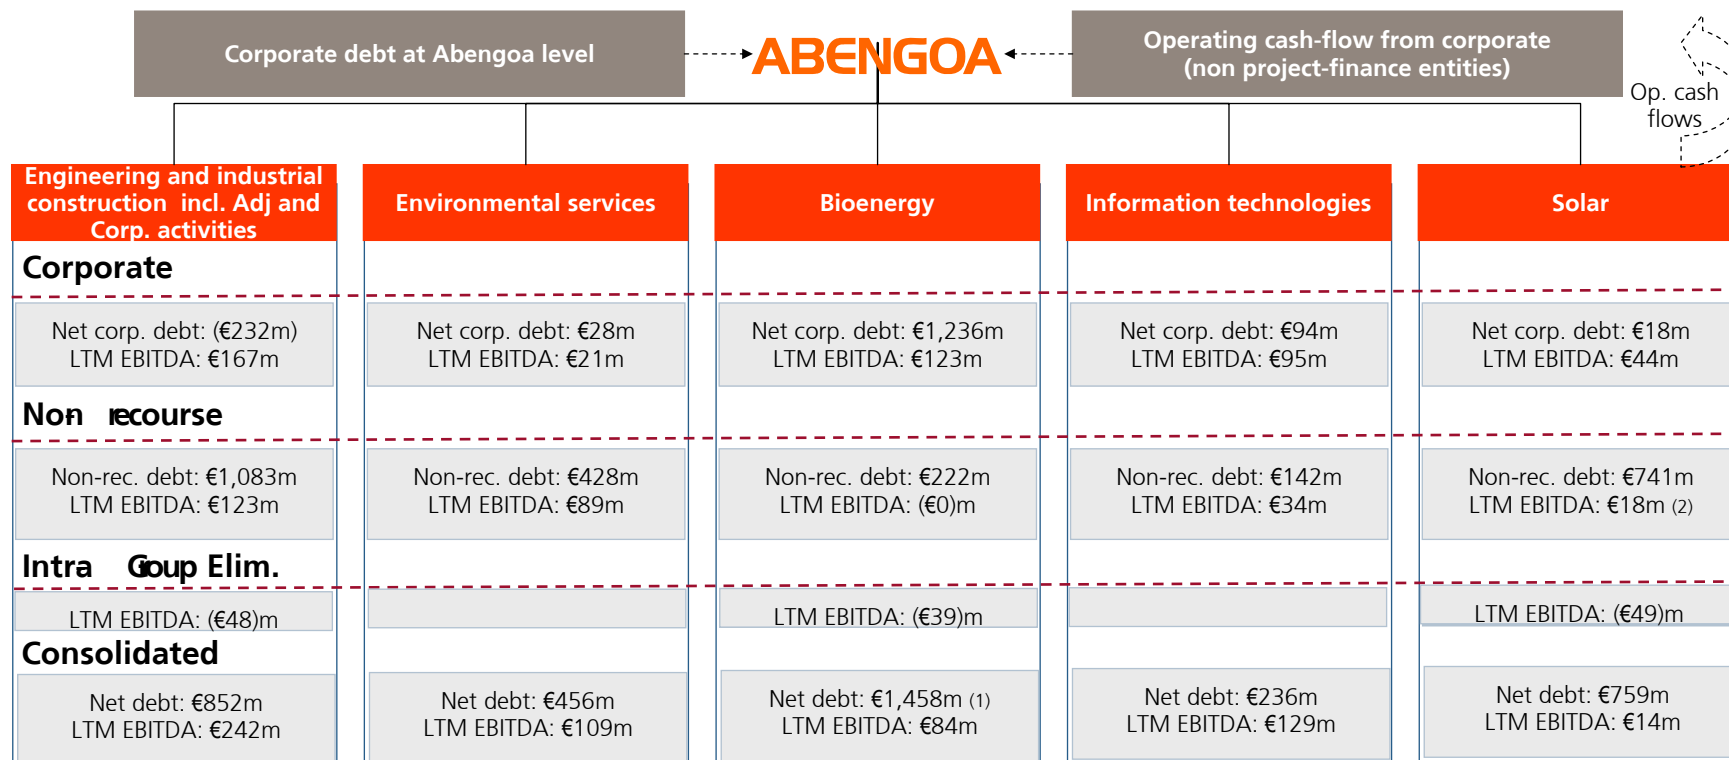 Corporate debt at Abengoa level
ABENGOA
Operating cash-flow from corporate
(non project-finance entities)
Op. cash
flows
Engineering and industrial
construction incl. Adj and
Corp. activities
Environmental services
Bioenergy
Information technologies
Solar
Corporate
Net corp. debt: (€232m)
LTM EBITDA: €167m
Net corp. debt: €28m
LTM EBITDA: €21m
Net corp. debt: €1,236m
LTM EBITDA: €123m
Net corp. debt: €94m
LTM EBITDA: €95m
Net corp. debt: €18m
LTM EBITDA: €44m
Non- recourse
Non-rec. debt: €1,083m
LTM EBITDA: €123m
Non-rec. debt: €428m
LTM EBITDA: €89m
Non-rec. debt: €222m
LTM EBITDA: (€0)m
Non-rec. debt: €142m
LTM EBITDA: €34m
Non-rec. debt: €741m
LTM EBITDA: €18m (2)
Intra Group Elim.
LTM EBITDA: (€48)m
LTM EBITDA: (€39)m
LTM EBITDA: (€49)m
Consolidated
Net debt: €852m
LTM EBITDA: €242m
Net debt: €456m
LTM EBITDA: €109m
Net debt: €1,458m (1)
LTM EBITDA: €84m
Net debt: €236m
LTM EBITDA: €129m
Net debt: €759m
LTM EBITDA: €14m